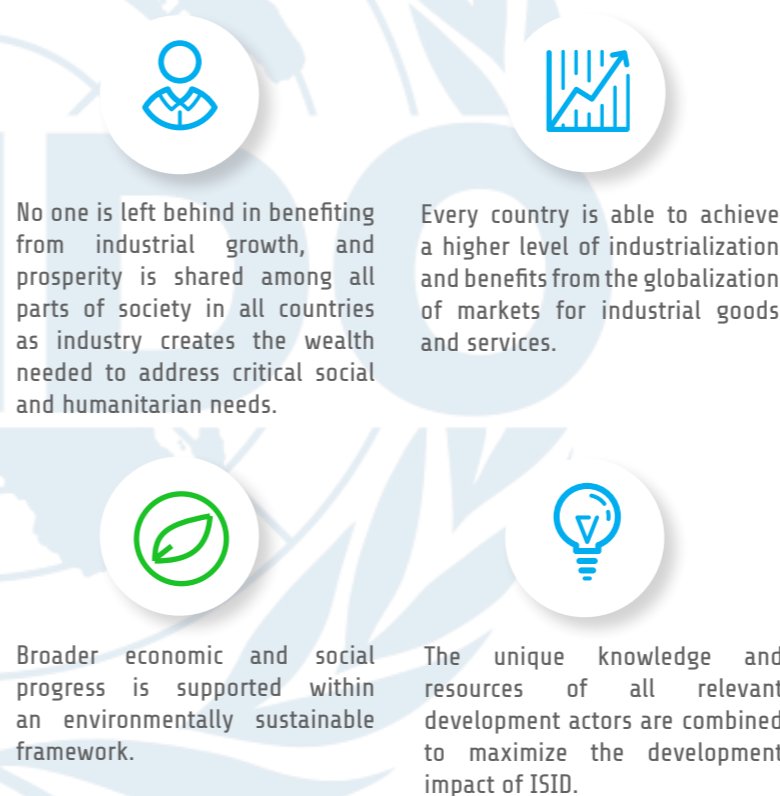 No one is left behind in benefiting
from industrial growth, and
prosperity is shared among all
parts of society in all countries
as industry creates the wealth
needed to address critical social
and humanitarian needs.
Every country is able to achieve
a higher level of industrialization
and benefits from the globalization
of markets for industrial goods
and services.
Broader economic and social
progress is supported within
an environmentally sustainable
framework.
The unique knowledge and
resources of all relevant
development actors are combined
to maximize the development
impact of ISID.
DO